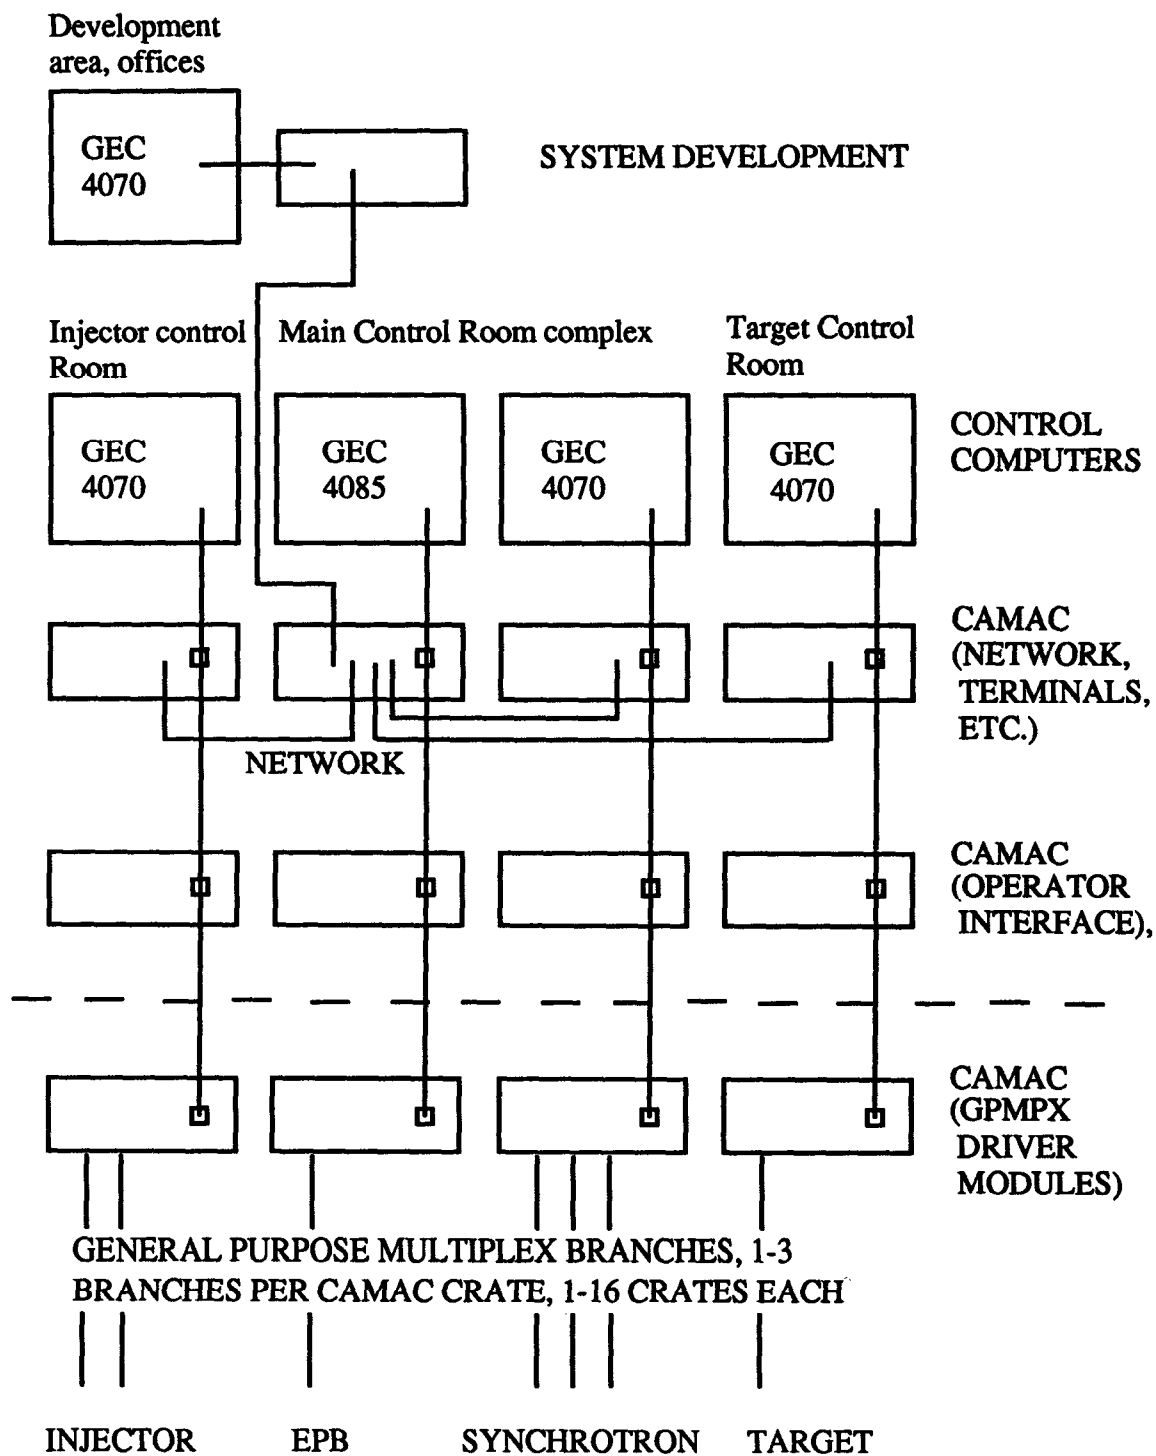 Development
area, offices
GEC
4070
SYSTEM DEVELOPMENT
Injector control
Room
Main Control Room complex
Target Control
Room
GEC
4070
GEC
4085
GEC
4070
GEC
4070
CONTROL
COMPUTERS
CAMAC
(NETWORK,
TERMINALS,
ETC.)
NETWORK
CAMAC
(OPERATOR
INTERFACE),
CAMAC
(GPMPX
DRIVER
MODULES)
GENERAL PURPOSE MULTIPLEX BRANCHES, 1-3
BRANCHES PER CAMAC CRATE, 1-16 CRATES EACH
INJECTOR
EPB
SYNCHROTRON
TARGET